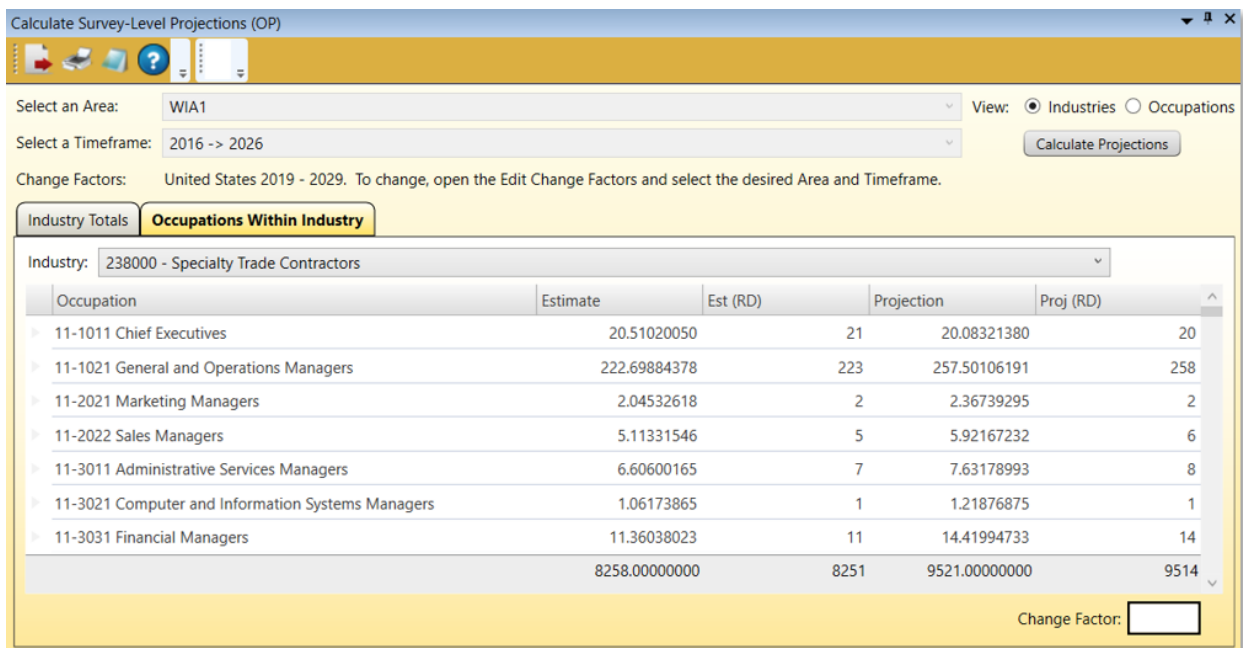 Calculate Survey-Level Projections (OP)
?
Select an Area: WIA1 View: Industries Occupations
Select a Timeframe: 2016 -> 2026 Calculate Projections
Change Factors: United States 2019 - 2029. To change, open the Edit Change Factors and select the desired Area and Timeframe.
Industry Totals Occupations Within Industry
Industry: 238000 - Specialty Trade Contractors
Occupation Estimate Est (RD) Projection Proj (RD)
11-1011 Chief Executives 20.51020050 21 20.08321380 20
11-1021 General and Operations Managers 222.69884378 223 257.50106191 258
11-2021 Marketing Managers 2.04532618 2 2.36739295 2
11-2022 Sales Managers 5.11331546 5 5.92167232 6
11-3011 Administrative Services Managers 6.60600165 7 7.63178993 8
11-3021 Computer and Information Systems Managers 1.06173865 1 1.21876875 1
11-3031 Financial Managers 11.36038023 11 14.41994733 14
8258.00000000 8251 9521.00000000 9514
Change Factor: